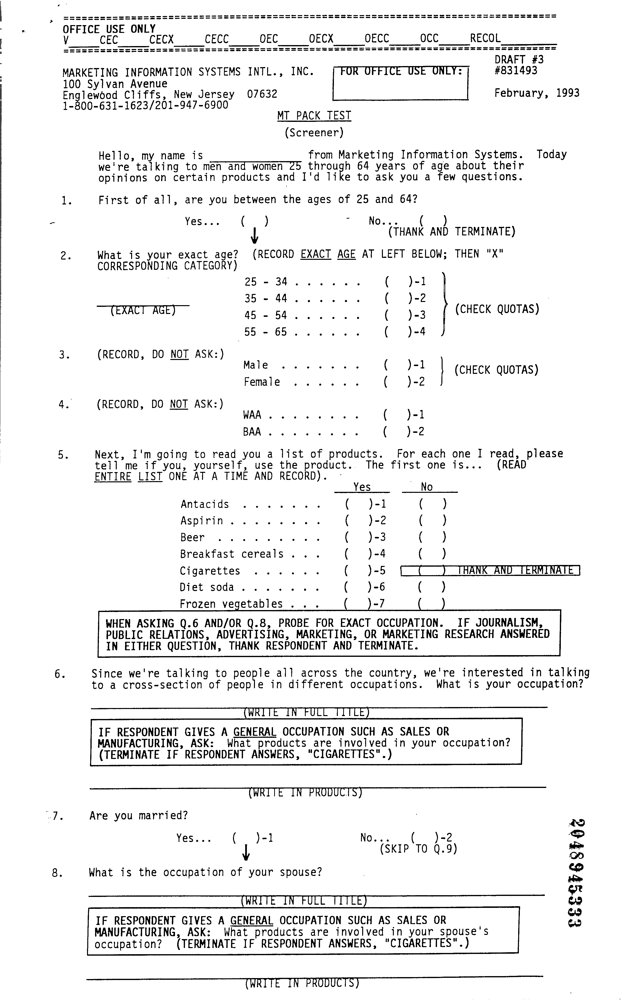 OFFICE USE ONLY
V____CEC____CECX____CECC____OEC____OECX____OECC____OCC____RECOL____
DRAFT #3
MARKETING INFORMATION SYSTEMS INTL., INC. FOR OFFICE USE ONLY: #831493
100 Sylvan Avenue
Englewood Cliffs, New Jersey 07632 February, 1993
1-800-631-1623/201-947-6900
MT PACK TEST
(Screener)
Hello, my name is ____________ from Marketing Information Systems. Today
we're talking to men and women 25 through 64 years of age about their
opinions on certain products and I'd like to ask you a few questions.
1. First of all, are you between the ages of 25 and 64?
Yes... ( ) No... ( )
(THANK AND TERMINATE)
2. What is your exact age? (RECORD EXACT AGE AT LEFT BELOW; THEN "X"
CORRESPONDING CATEGORY)
25 - 34 . . . . . . ( )-1
35 - 44 . . . . . . ( )-2
(EXACT AGE) 45 - 54 . . . . . . ( )-3 (CHECK QUOTAS)
55 - 65 . . . . . . ( )-4
3. (RECORD, DO NOT ASK:)
Male . . . . . . . ( )-1 (CHECK QUOTAS)
Female . . . . . . ( )-2
4. (RECORD, DO NOT ASK:)
WAA . . . . . . . . ( )-1
BAA . . . . . . . . ( )-2
5. Next, I'm going to read you a list of products. For each one I read, please
tell me if you, yourself, use the product. The first one is... (READ
ENTIRE LIST ONE AT A TIME AND RECORD).
Yes No
Antacids . . . . . . . ( )-1 ( )
Aspirin . . . . . . . . ( )-2 ( )
Beer . . . . . . . . . ( )-3 ( )
Breakfast cereals . . . ( )-4 ( )
Cigarettes . . . . . . ( )-5 ( ) THANK AND TERMINATE
Diet soda . . . . . . . ( )-6 ( )
Frozen vegetables . . . ( )-7 ( )
WHEN ASKING Q.6 AND/OR Q.8, PROBE FOR EXACT OCCUPATION. IF JOURNALISM,
PUBLIC RELATIONS, ADVERTISING, MARKETING, OR MARKETING RESEARCH ANSWERED
IN EITHER QUESTION, THANK RESPONDENT AND TERMINATE.
6. Since we're talking to people all across the country, we're interested in talking
to a cross-section of people in different occupations. What is your occupation?
(WRITE IN FULL TITLE)
IF RESPONDENT GIVES A GENERAL OCCUPATION SUCH AS SALES OR
MANUFACTURING, ASK: What products are involved in your occupation?
(TERMINATE IF RESPONDENT ANSWERS, "CIGARETTES".)
(WRITE IN PRODUCTS)
7. Are you married?
Yes... ( )-1 No... ( )-2
(SKIP TO Q.9)
8. What is the occupation of your spouse?
(WRITE IN FULL TITLE)
IF RESPONDENT GIVES A GENERAL OCCUPATION SUCH AS SALES OR
MANUFACTURING, ASK: What products are involved in your spouse's
occupation? (TERMINATE IF RESPONDENT ANSWERS, "CIGARETTES".)
(WRITE IN PRODUCTS)
2048945333